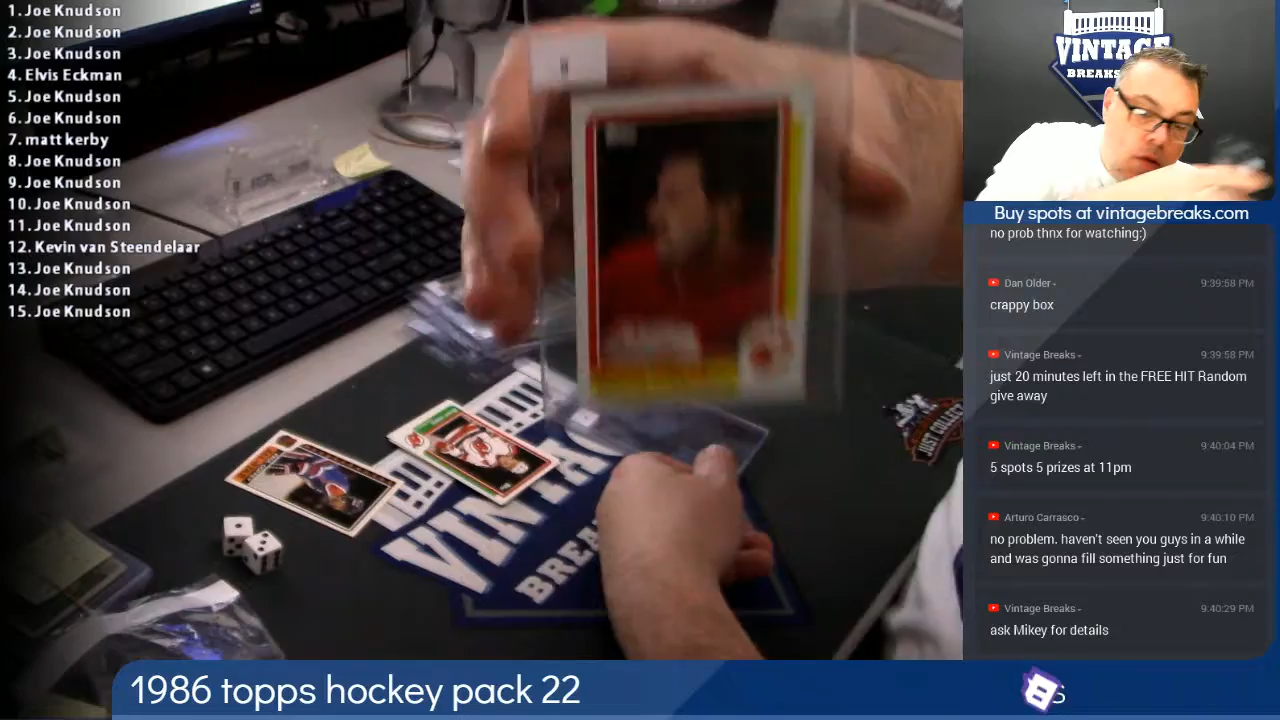 1. Joe Knudson
2. Joe Knudson
3. Joe Knudson
4. Elvis Eckman
5. Joe Knudson
6. Joe Knudson
7. matt kerby
8. Joe Knudson
9. Joe Knudson
10. Joe Knudson
11. Joe Knudson
12. Kevin van Steendelaar
13. Joe Knudson
14. Joe Knudson
15. Joe Knudson
VINTAGE
BREAKS
Buy spots at vintagebreaks.com
no prob thnx for watching:)
Dan Older
9:39:58 PM
crappy box
Vintage Breaks
9:39:58 PM
just 20 minutes left in the FREE HIT Random
give away
Vintage Breaks
9:40:04 PM
5 spots 5 prizes at 11pm
Arturo Carrasco
9:40:10 PM
no problem. haven't seen you guys in a while
and was gonna fill something just for fun
Vintage Breaks
9:40:29 PM
ask Mikey for details
JUST COLLECT
VINTA
BREA
1986 topps hockey pack 22